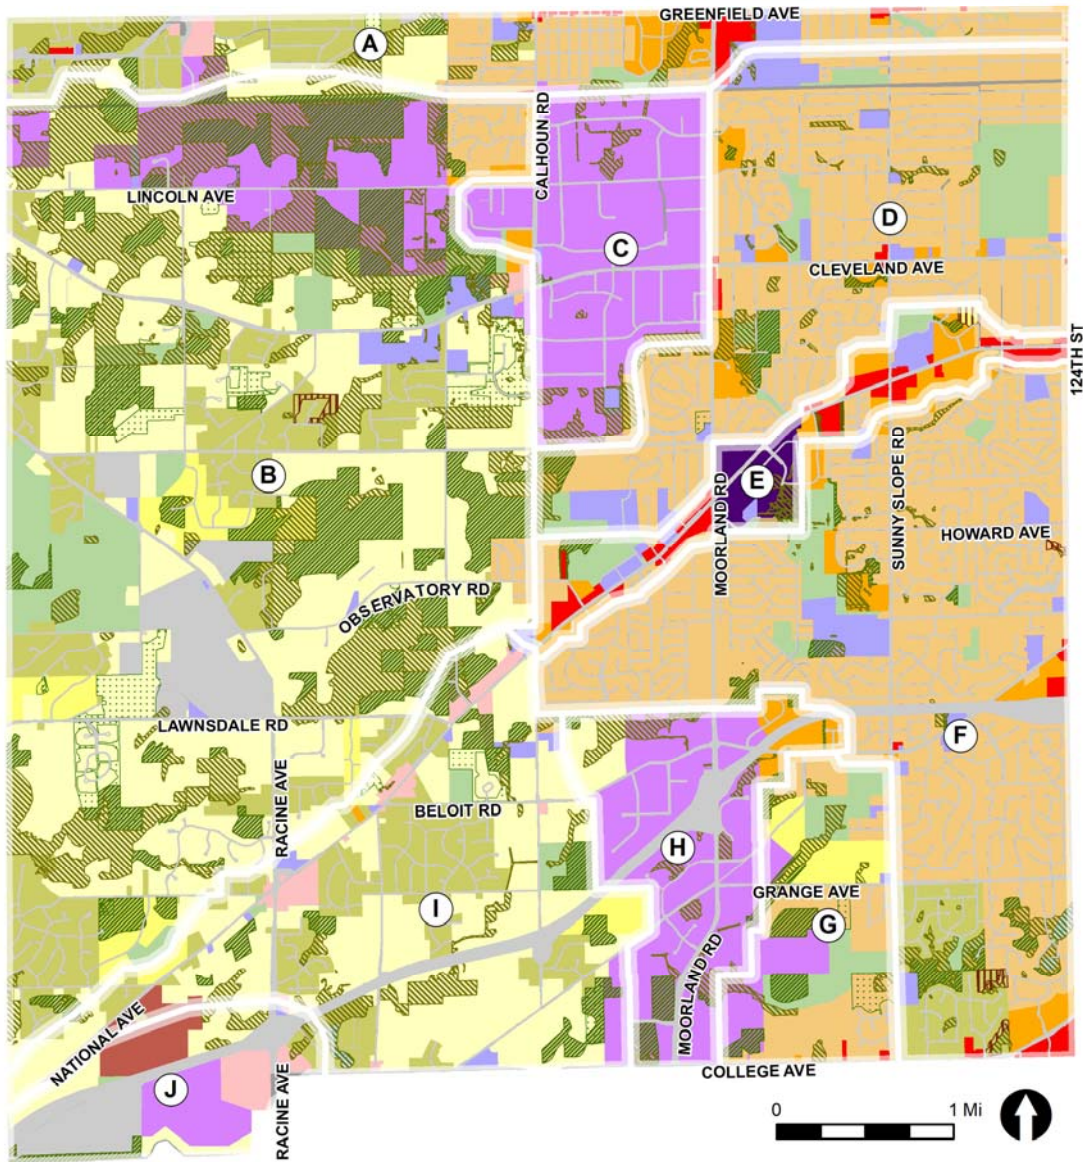 GREENFIELD AVE
A
CALHOUN RD
LINCOLN AVE
D
C
CLEVELAND AVE
124TH ST
B
E
MOORLAND RD
SUNNY SLOPE RD
HOWARD AVE
OBSERVATORY RD
LAWNSDALE RD
F
RACINE AVE
BELOIT RD
H
GRANGE AVE
I
G
MOORLAND RD
NATIONAL AVE
J
RACINE AVE
COLLEGE AVE
0 1 Mi